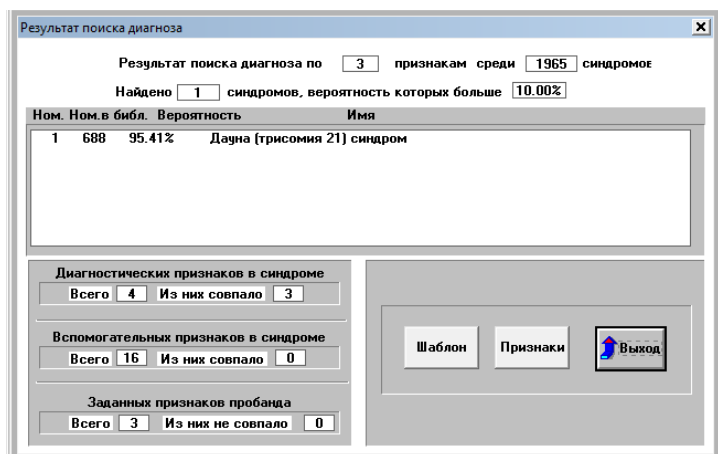 Результат поиска диагноза
Результат поиска диагноза по 3 признакам среди 1965 синдромов
Найдено 1 синдромов, вероятность которых больше 10.00%
Ном. Ном.в библ. Вероятность Имя
1 688 95.41% Дауна (трисомия 21) синдром
Диагностических признаков в синдроме
Всего 4 Из них совпало 3
Вспомогательных признаков в синдроме
Всего 16 Из них совпало 0
Заданных признаков пробанда
Всего 3 Из них не совпало 0
Шаблон Признаки Выход